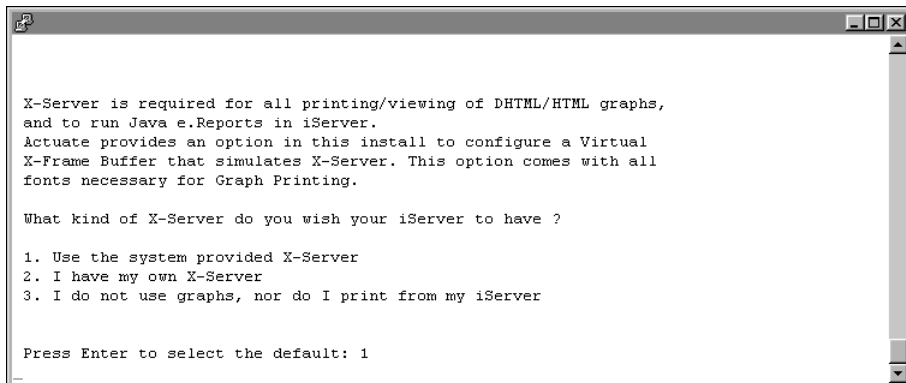 X-Server is required for all printing/viewing of DHTML/HTML graphs,
and to run Java e.Reports in iServer.
Actuate provides an option in this install to configure a Virtual
X-Frame Buffer that simulates X-Server. This option comes with all
fonts necessary for Graph Printing.
What kind of X-Server do you wish your iServer to have ?
1. Use the system provided X-Server
2. I have my own X-Server
3. I do not use graphs, nor do I print from my iServer
Press Enter to select the default: 1